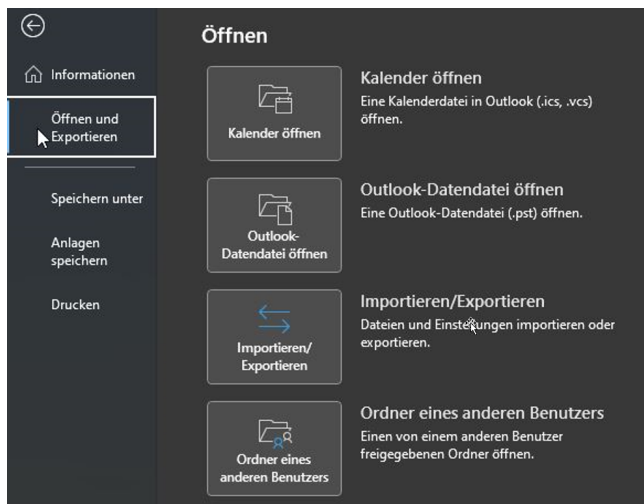 Öffnen
Informationen
Öffnen und
Exportieren
Speichern unter
Anlagen
speichern
Drucken
Kalender öffnen
Kalender öffnen
Eine Kalenderdatei in Outlook (.ics, .vcs)
öffnen.
Outlook-
Datendatei öffnen
Outlook-Datendatei öffnen
Eine Outlook-Datendatei (.pst) öffnen.
Importieren/
Exportieren
Importieren/Exportieren
Dateien und Einstellungen importieren oder
exportieren.
Ordner eines
anderen Benutzers
Ordner eines anderen Benutzers
Einen von einem anderen Benutzer
freigegebenen Ordner öffnen.